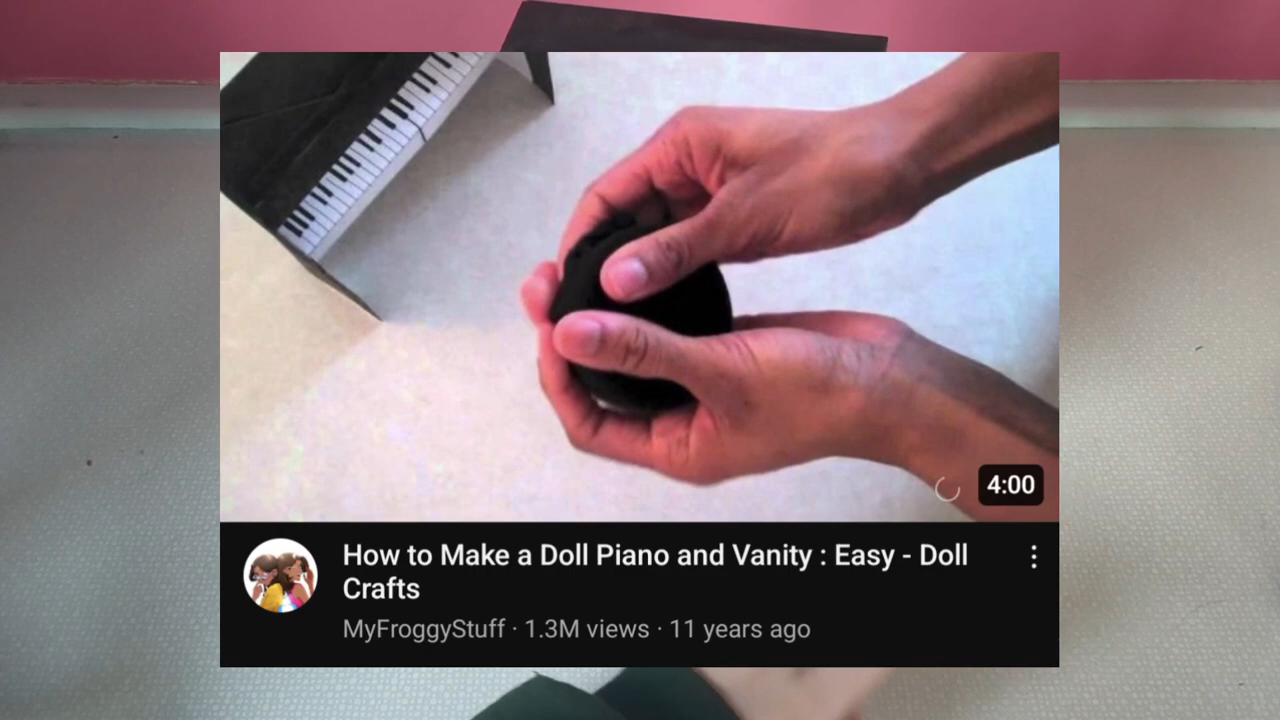 4:00
How to Make a Doll Piano and Vanity : Easy - Doll
Crafts
MyFroggyStuff · 1.3M views · 11 years ago